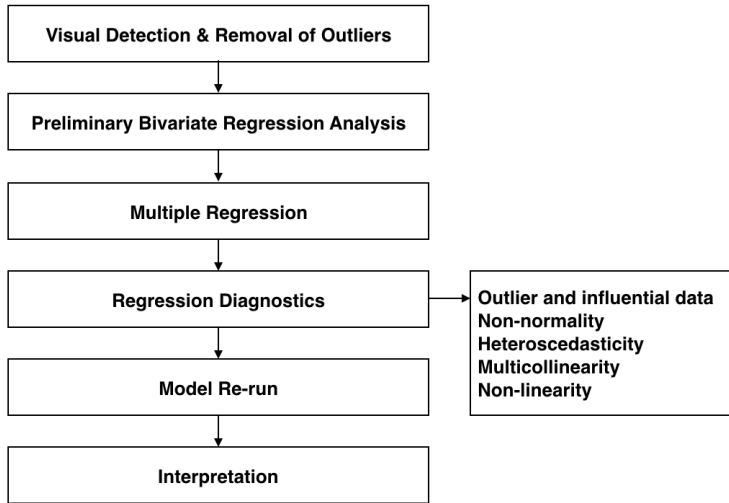 Visual Detection & Removal of Outliers
Preliminary Bivariate Regression Analysis
Multiple Regression
Regression Diagnostics
Outlier and influential data
Non-normality
Heteroscedasticity
Multicollinearity
Non-linearity
Model Re-run
Interpretation